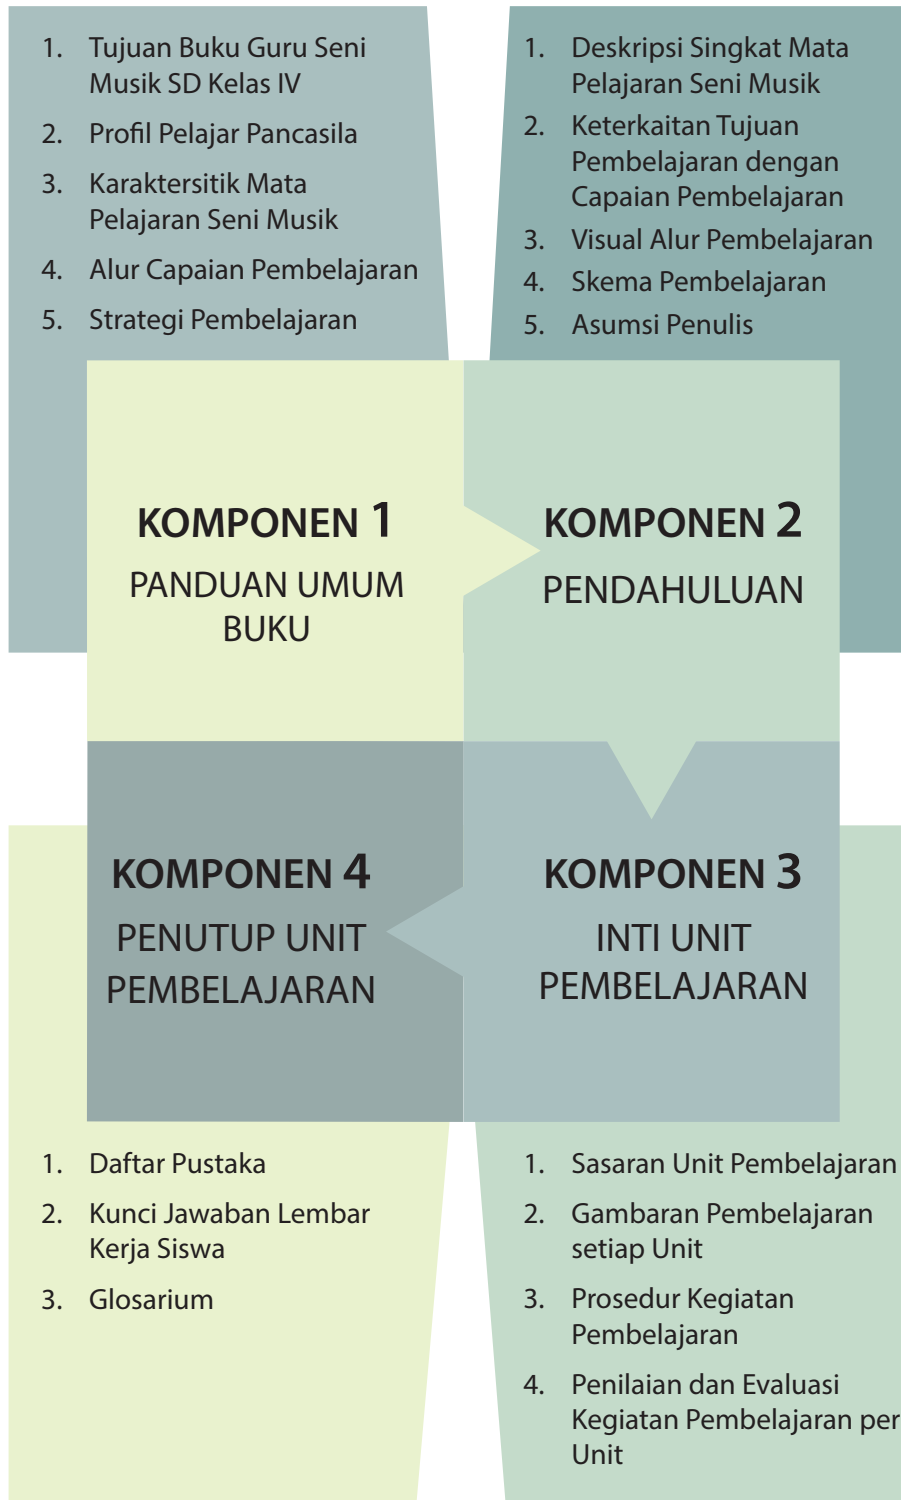 1. Tujuan Buku Guru Seni
Musik SD Kelas IV
2. Profil Pelajar Pancasila
3. Karaktersitik Mata
Pelajaran Seni Musik
4. Alur Capaian Pembelajaran
5. Strategi Pembelajaran
1. Deskripsi Singkat Mata
Pelajaran Seni Musik
2. Keterkaitan Tujuan
Pembelajaran dengan
Capaian Pembelajaran
3. Visual Alur Pembelajaran
4. Skema Pembelajaran
5. Asumsi Penulis
KOMPONEN 1
PANDUAN UMUM
BUKU
KOMPONEN 2
PENDAHULUAN
KOMPONEN 4
PENUTUP UNIT
PEMBELAJARAN
KOMPONEN 3
INTI UNIT
PEMBELAJARAN
1. Daftar Pustaka
2. Kunci Jawaban Lembar
Kerja Siswa
3. Glosarium
1. Sasaran Unit Pembelajaran
2. Gambaran Pembelajaran
setiap Unit
3. Prosedur Kegiatan
Pembelajaran
4. Penilaian dan Evaluasi
Kegiatan Pembelajaran per
Unit